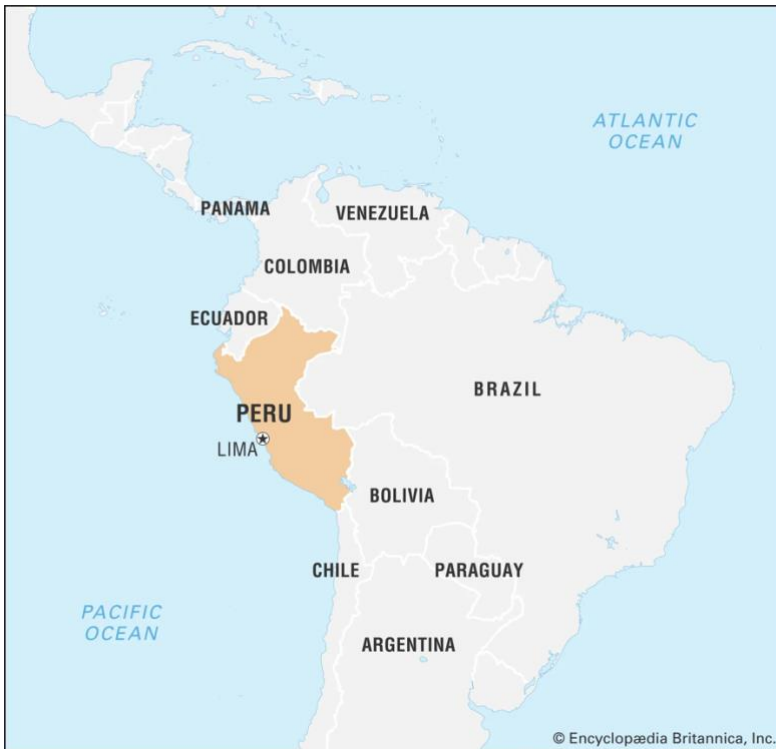 ATLANTIC
OCEAN
PANAMA
VENEZUELA
COLOMBIA
ECUADOR
BRAZIL
PERU
LIMA
BOLIVIA
CHILE
PARAGUAY
PACIFIC
OCEAN
ARGENTINA
© Encyclopædia Britannica, Inc.